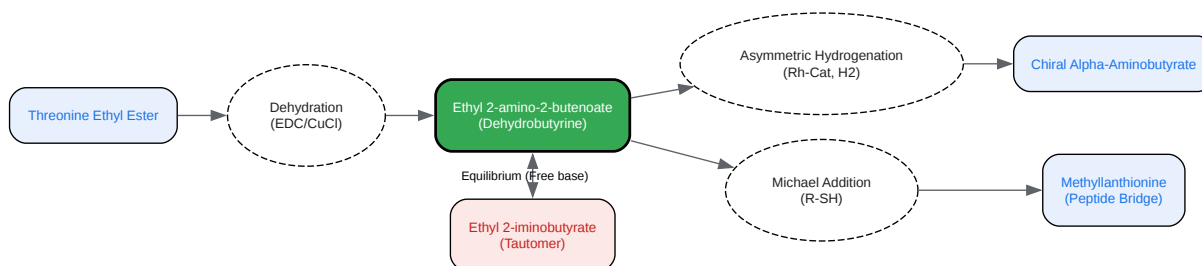 Threonine Ethyl Ester
Dehydration
(EDC/CuCl)
Ethyl 2-amino-2-butenoate
(Dehydrobutyrine)
Equilibrium (Free base)
Ethyl 2-iminobutyrate
(Tautomer)
Asymmetric Hydrogenation
(Rh-Cat, H2)
Chiral Alpha-Aminobutyrate
Michael Addition
(R-SH)
Methyllanthionine
(Peptide Bridge)